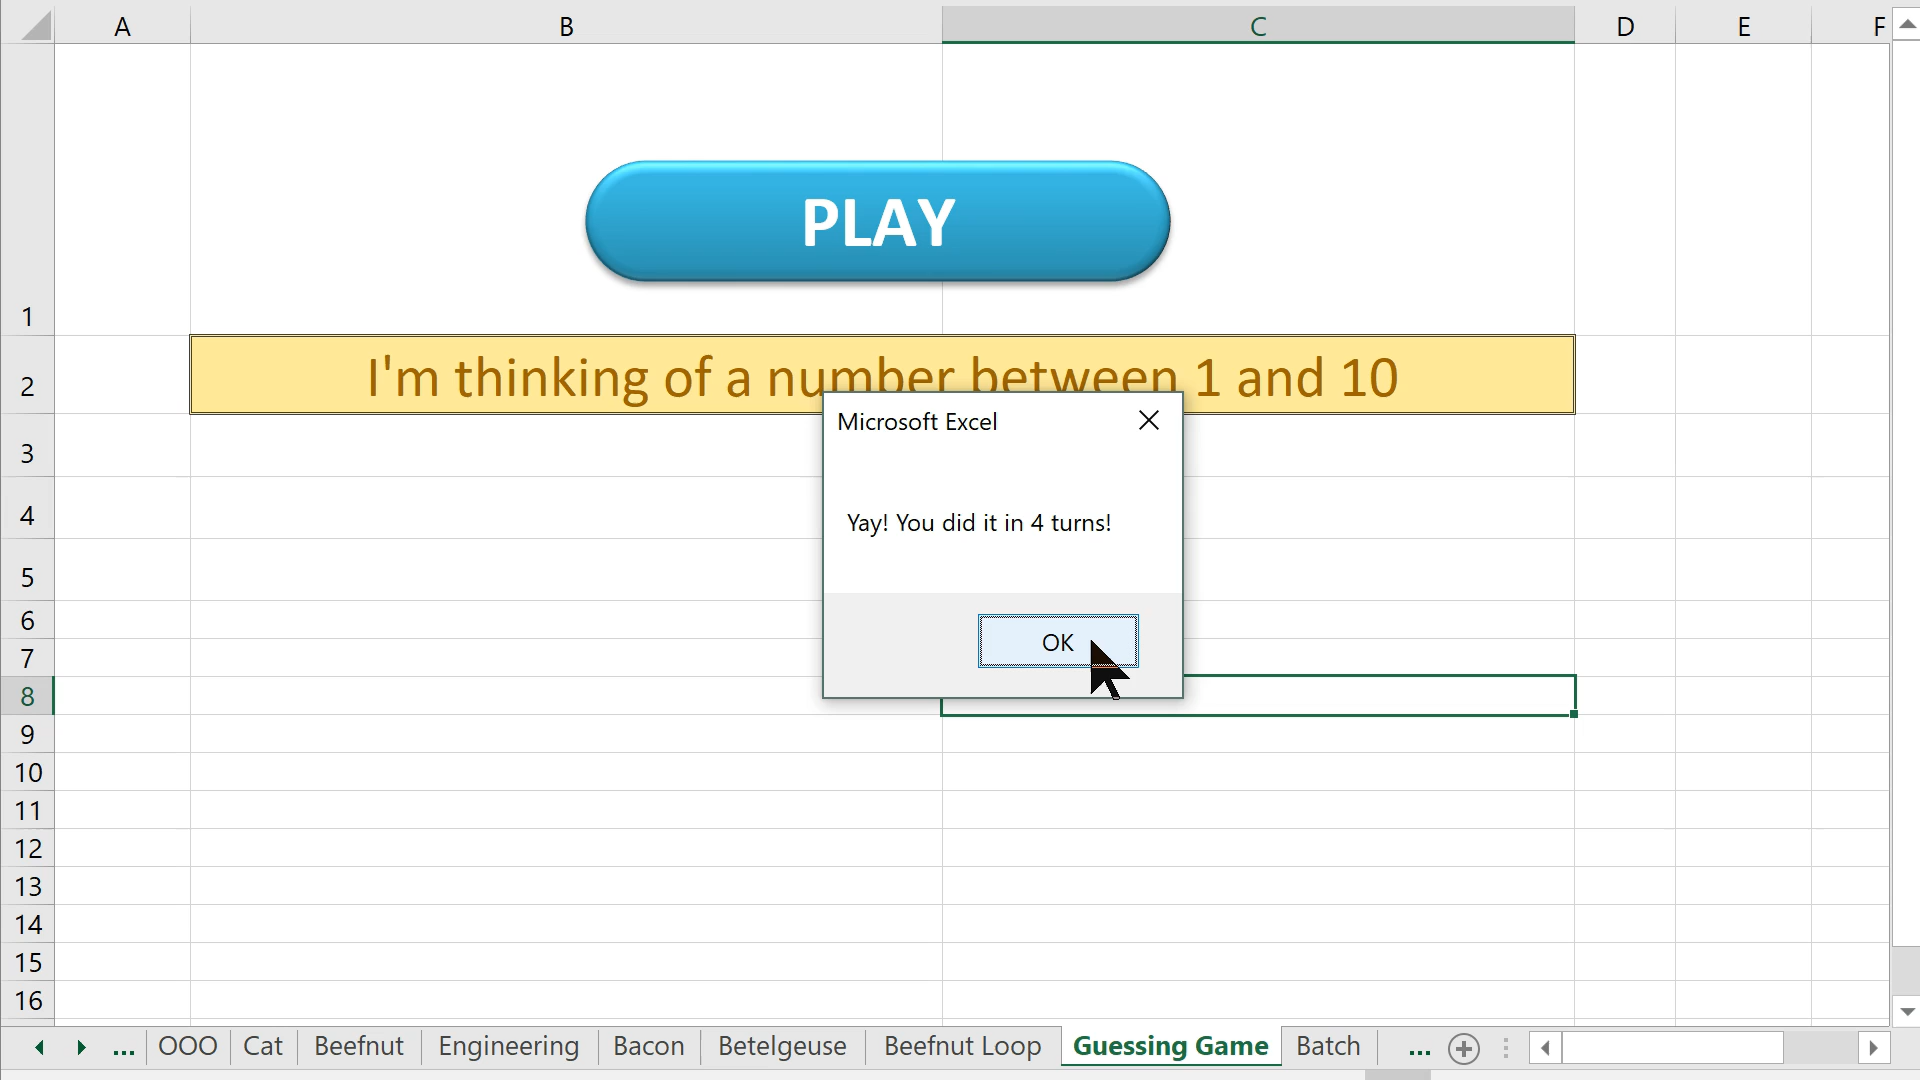 A B C D E F
PLAY
1
2 I'm thinking of a number between 1 and 10
Microsoft Excel
3
Yay! You did it in 4 turns!
4
5
6
OK
7
8
9
10
11
12
13
14
15
16
... OOO Cat Beefnut Engineering Bacon Betelgeuse Beefnut Loop Guessing Game Batch ...